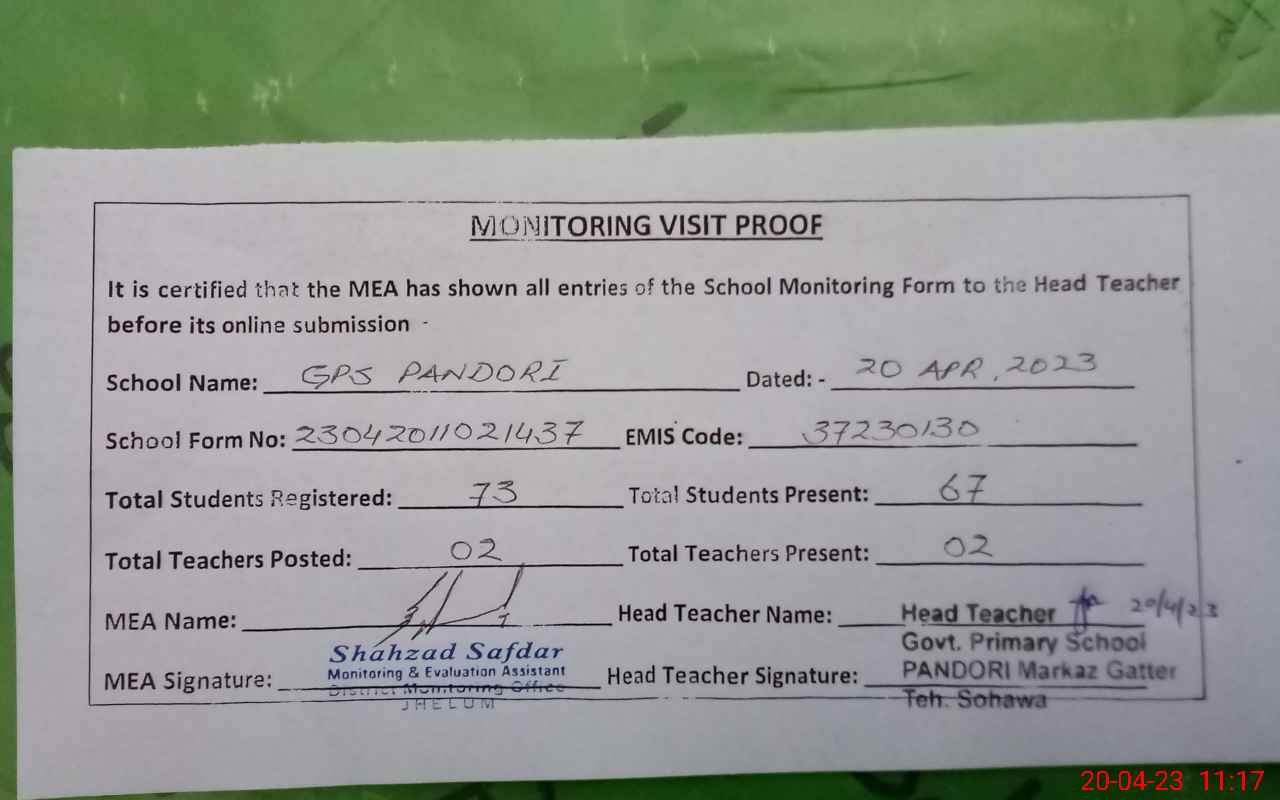 MONITORING VISIT PROOF
It is certified that the MEA has shown all entries of the School Monitoring Form to the Head Teacher
before its online submission -
School Name: GPS PANDORI Dated: - 20 APR, 2023
School Form No: 23042011021437 EMIS Code: 37230130
Total Students Registered: 73 Total Students Present: 67
Total Teachers Posted: 02 Total Teachers Present: 02
MEA Name: Head Teacher Name: Head Teacher 20/4/23
Govt. Primary School
Shahzad Safdar
Monitoring & Evaluation Assistant
MEA Signature: Head Teacher Signature: PANDORI Markaz Gatter
District Monitoring Office
JHELUM
Teh. Sohawa
20-04-23 11:17